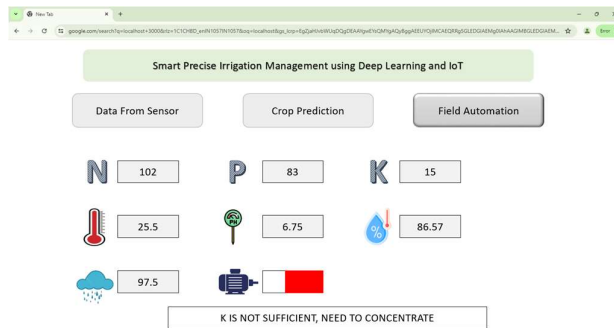 New Tab
Smart Precise Irrigation Management using Deep Learning and IoT
Data From Sensor
Crop Prediction
Field Automation
N 102
P 83
K 15
25.5
PH
6.75
%
86.57
97.5
K IS NOT SUFFICIENT, NEED TO CONCENTRATE